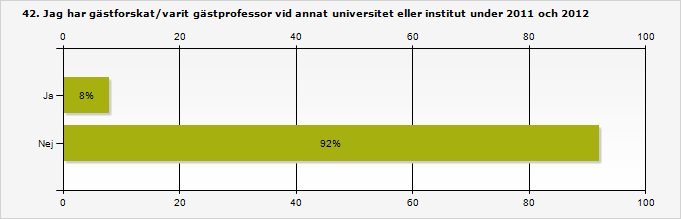 42. Jag har gästforskat/varit gästprofessor vid annat universitet eller institut under 2011 och 2012
0 20 40 60 80 100
Ja 8%
Nej 92%
0 20 40 60 80 100